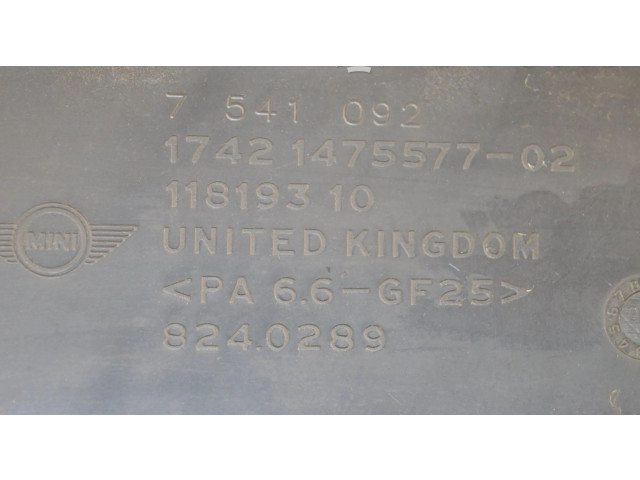 7 541 092
1742 1475577-02
118193 10
MINI
UNITED KINGDOM
<PA 6.6-GF25>
824.0289